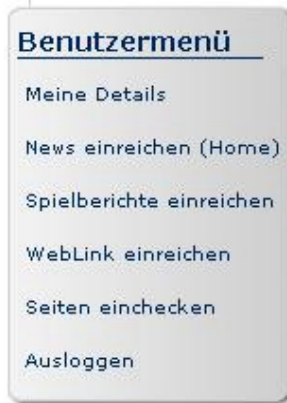 Benutzermenü
Meine Details
News einreichen (Home)
Spielberichte einreichen
WebLink einreichen
Seiten einchecken
Ausloggen